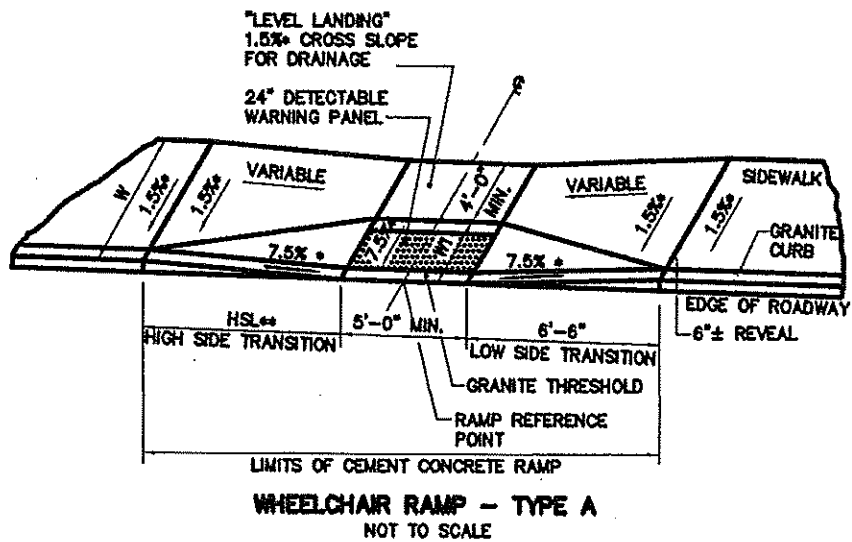 "LEVEL LANDING"
1.5%* CROSS SLOPE
FOR DRAINAGE
24" DETECTABLE
WARNING PANEL
℄
W
1.5%*
1.5%*
VARIABLE
7.5% *
7.5%*
W1
4'-0"
MIN.
VARIABLE
7.5% *
1.5%*
1.5%*
SIDEWALK
GRANITE
CURB
EDGE OF ROADWAY
6"± REVEAL
HSL**
HIGH SIDE TRANSITION
5'-0" MIN.
6'-6"
LOW SIDE TRANSITION
GRANITE THRESHOLD
RAMP REFERENCE
POINT
LIMITS OF CEMENT CONCRETE RAMP
WHEELCHAIR RAMP - TYPE A
NOT TO SCALE